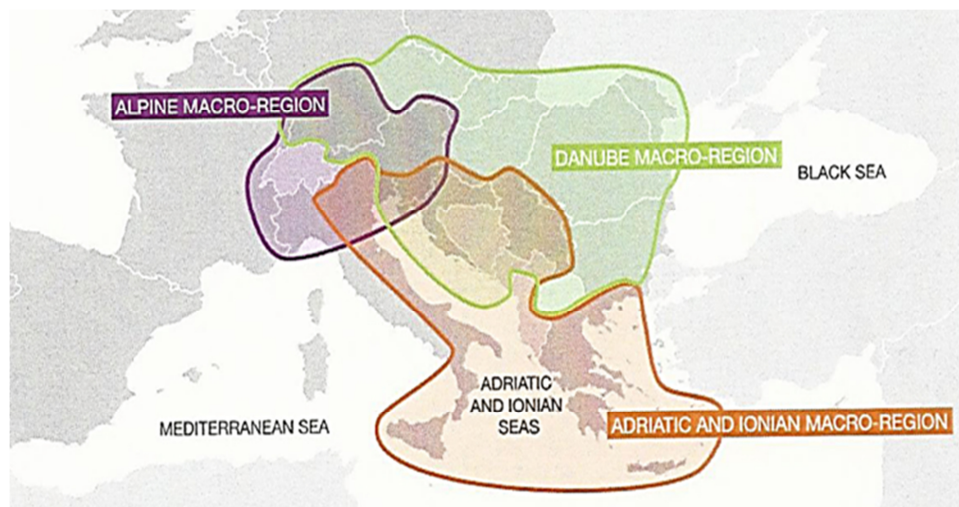 ALPINE MACRO-REGION
DANUBE MACRO-REGION
BLACK SEA
ADRIATIC
AND IONIAN
SEAS
MEDITERRANEAN SEA
ADRIATIC AND IONIAN MACRO-REGION